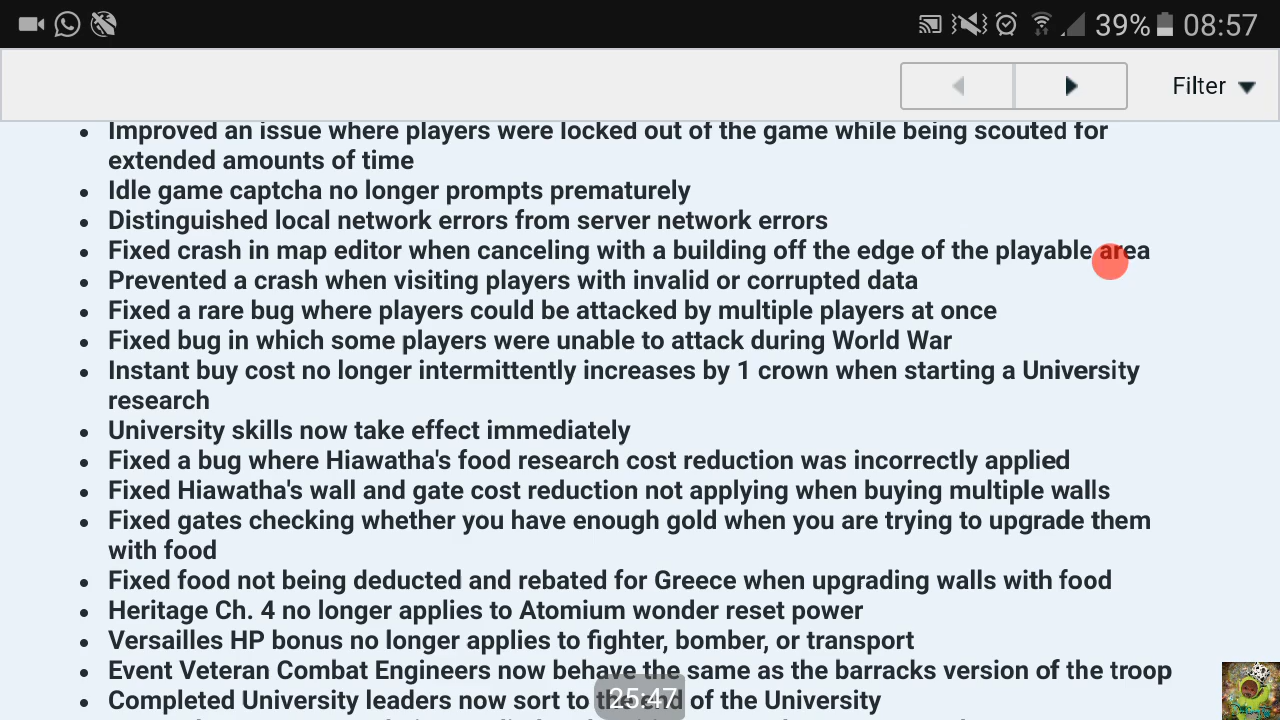 39% 08:57
Filter
Improved an issue where players were locked out of the game while being scouted for
extended amounts of time
Idle game captcha no longer prompts prematurely
Distinguished local network errors from server network errors
Fixed crash in map editor when canceling with a building off the edge of the playable area
Prevented a crash when visiting players with invalid or corrupted data
Fixed a rare bug where players could be attacked by multiple players at once
Fixed bug in which some players were unable to attack during World War
Instant buy cost no longer intermittently increases by 1 crown when starting a University
research
University skills now take effect immediately
Fixed a bug where Hiawatha's food research cost reduction was incorrectly applied
Fixed Hiawatha's wall and gate cost reduction not applying when buying multiple walls
Fixed gates checking whether you have enough gold when you are trying to upgrade them
with food
Fixed food not being deducted and rebated for Greece when upgrading walls with food
Heritage Ch. 4 no longer applies to Atomium wonder reset power
Versailles HP bonus no longer applies to fighter, bomber, or transport
Event Veteran Combat Engineers now behave the same as the barracks version of the troop
Completed University leaders now sort to the end of the University
25:47